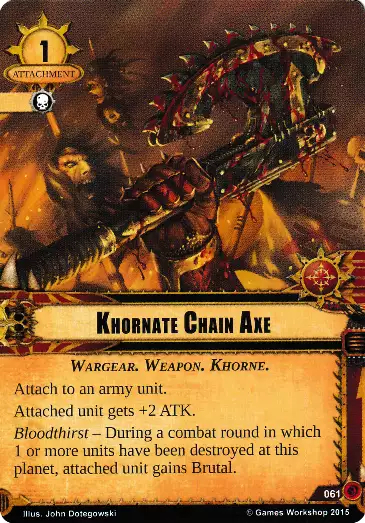 1
ATTACHMENT
KHORNATE CHAIN AXE
WARGEAR. WEAPON. KHORNE.
Attach to an army unit.
Attached unit gets +2 ATK.
Bloodthirst – During a combat round in which
1 or more units have been destroyed at this
planet, attached unit gains Brutal.
061
Illus. John Dotegowski
© Games Workshop 2015